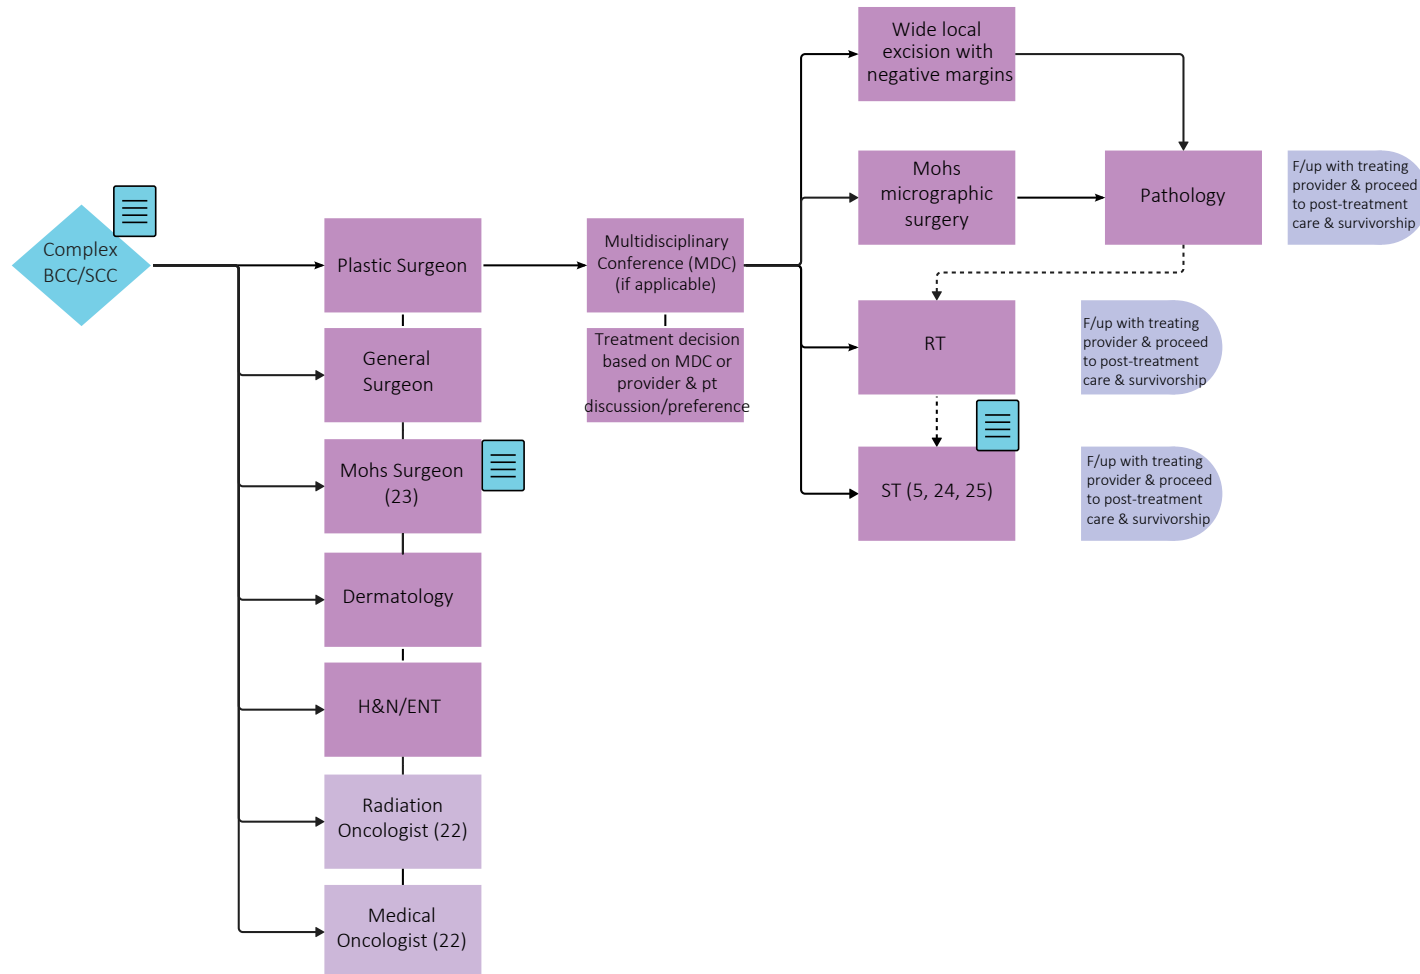 Complex
BCC/SCC
Plastic Surgeon
General
Surgeon
Mohs Surgeon
(23)
Dermatology
H&N/ENT
Radiation
Oncologist (22)
Medical
Oncologist (22)
Multidisciplinary
Conference (MDC)
(if applicable)
Treatment decision
based on MDC or
provider & pt
discussion/preference
Wide local
excision with
negative margins
Mohs
micrographic
surgery
Pathology
F/up with treating
provider & proceed
to post-treatment
care & survivorship
RT
F/up with treating
provider & proceed
to post-treatment
care & survivorship
ST (5, 24, 25)
F/up with treating
provider & proceed
to post-treatment
care & survivorship